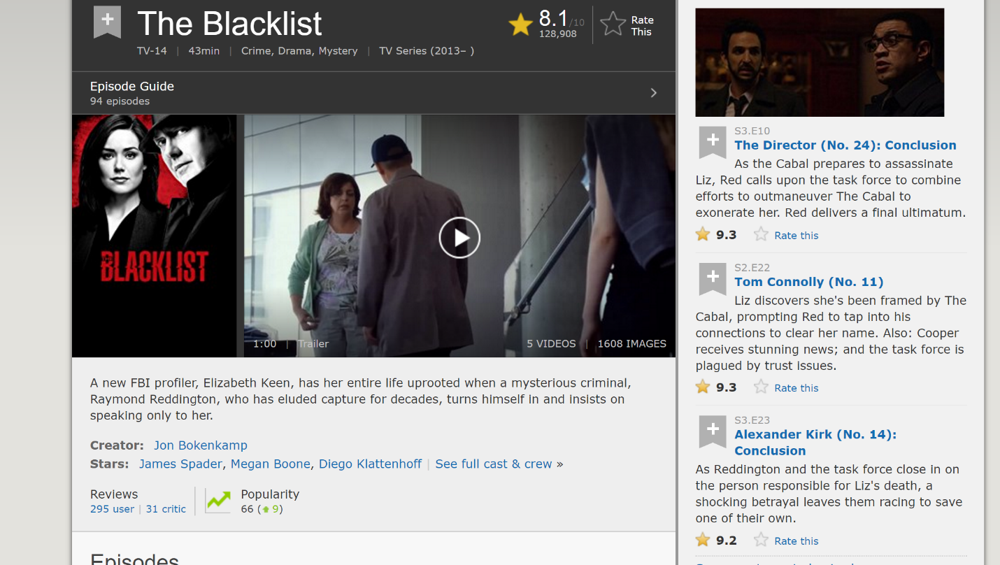 The Blacklist
8.1/10
128,908
Rate
This
TV-14 | 43min | Crime, Drama, Mystery | TV Series (2013– )
Episode Guide
94 episodes
THE
BLACKLIST
1:00 | Trailer
5 VIDEOS | 1608 IMAGES
A new FBI profiler, Elizabeth Keen, has her entire life uprooted when a mysterious criminal,
Raymond Reddington, who has eluded capture for decades, turns himself in and insists on
speaking only to her.
Creator: Jon Bokenkamp
Stars: James Spader, Megan Boone, Diego Klattenhoff | See full cast & crew »
Reviews
295 user | 31 critic
Popularity
66 (9)
Episodes
S3.E10
The Director (No. 24): Conclusion
As the Cabal prepares to assassinate
Liz, Red calls upon the task force to combine
efforts to outmaneuver The Cabal to
exonerate her. Red delivers a final ultimatum.
9.3 Rate this
S2.E22
Tom Connolly (No. 11)
Liz discovers she's been framed by The
Cabal, prompting Red to tap into his
connections to clear her name. Also: Cooper
receives stunning news; and the task force is
plagued by trust issues.
9.3 Rate this
S3.E23
Alexander Kirk (No. 14):
Conclusion
As Reddington and the task force close in on
the person responsible for Liz's death, a
shocking betrayal leaves them racing to save
one of their own.
9.2 Rate this